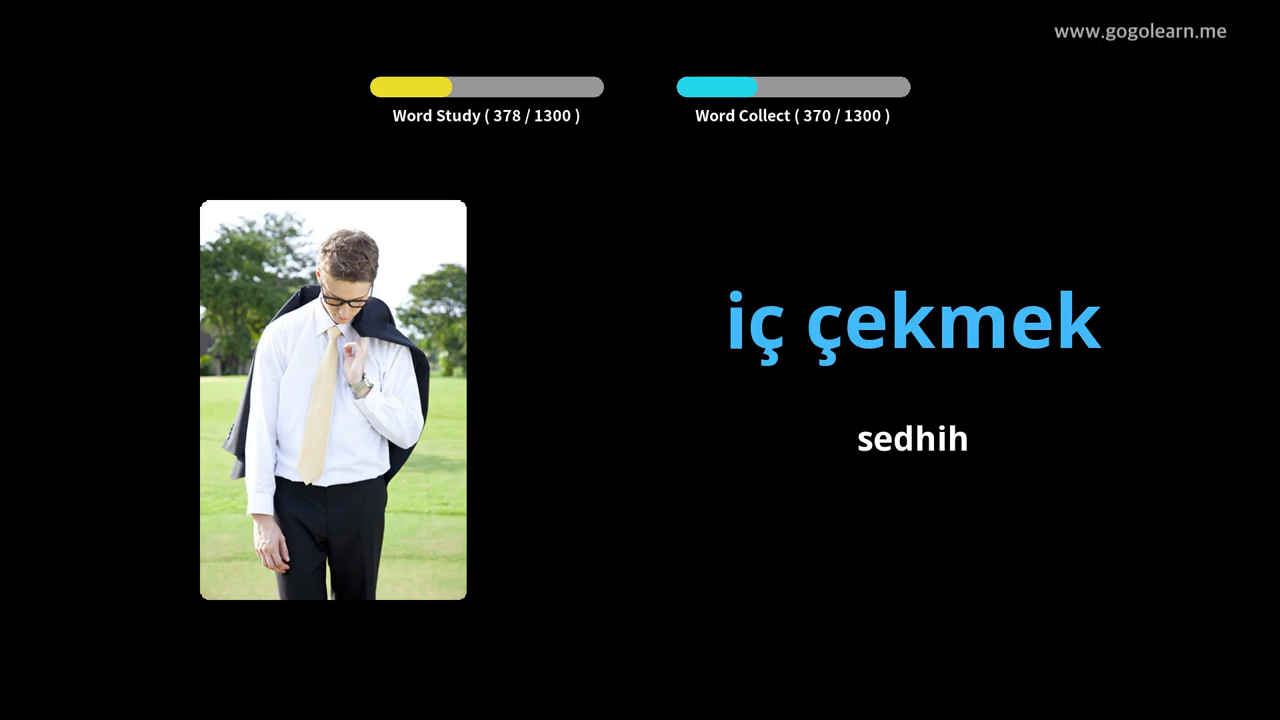 www.gogolearn.me
Word Study ( 378 / 1300 )
Word Collect ( 370 / 1300 )
iç çekmek
sedhih